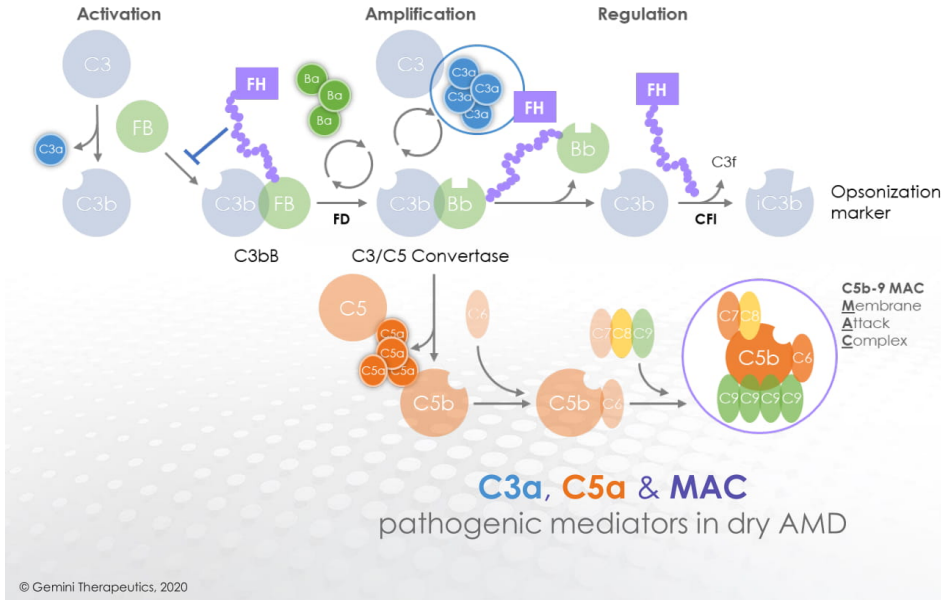 Activation
Amplification
Regulation
C3
FH
Ba
Ba
Ba
C3
C3a
C3a
C3a
C3a
FH
FH
FB
C3a
Bb
C3f
C3b
C3b
FB
FD
C3b
Bb
C3b
CFI
iC3b
Opsonization
marker
C3bB
C3/C5 Convertase
C5
C5a
C5a
C5a
C5a
C6
C7
C8
C9
C5b
C5b
C6
C7
C8
C5b
C6
C9
C9
C9
C9
C5b-9 MAC
Membrane
Attack
Complex
C3a, C5a & MAC
pathogenic mediators in dry AMD
© Gemini Therapeutics, 2020